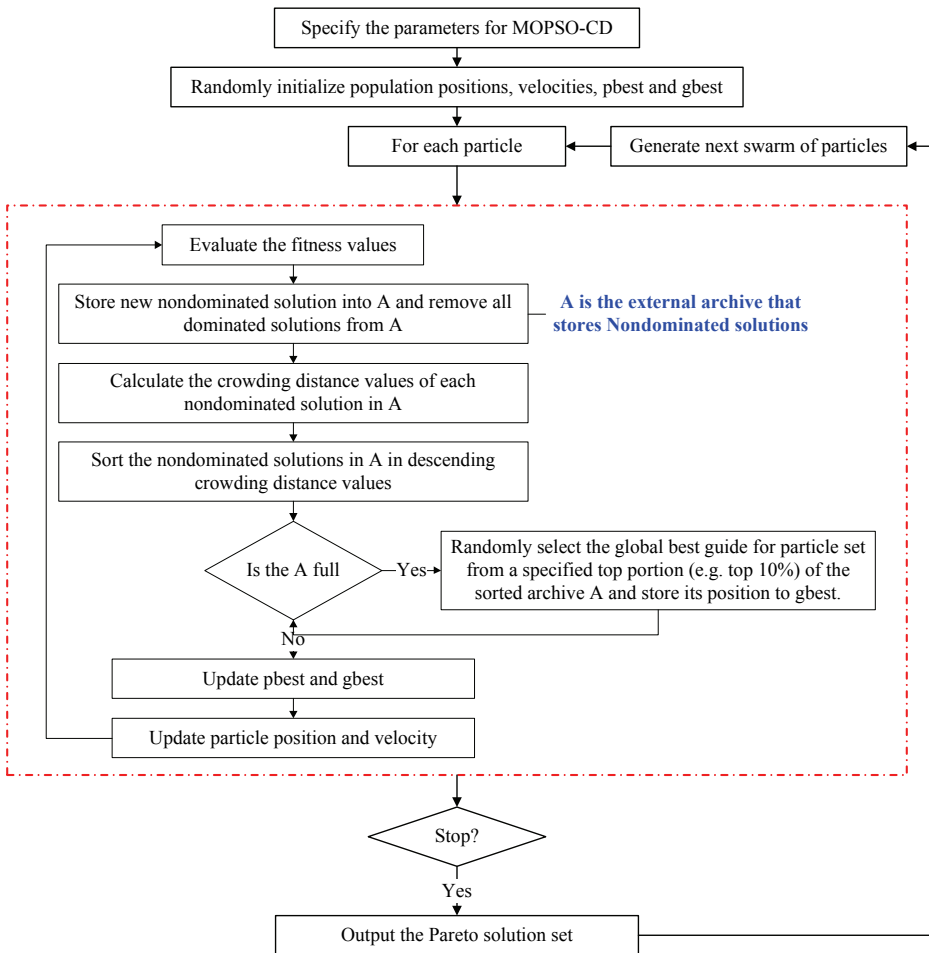 Specify the parameters for MOPSO-CD
Randomly initialize population positions, velocities, pbest and gbest
For each particle
Generate next swarm of particles
Evaluate the fitness values
Store new nondominated solution into A and remove all
dominated solutions from A
A is the external archive that
stores Nondominated solutions
Calculate the crowding distance values of each
nondominated solution in A
Sort the nondominated solutions in A in descending
crowding distance values
Is the A full
Yes
Randomly select the global best guide for particle set
from a specified top portion (e.g. top 10%) of the
sorted archive A and store its position to gbest.
No
Update pbest and gbest
Update particle position and velocity
Stop?
Yes
Output the Pareto solution set